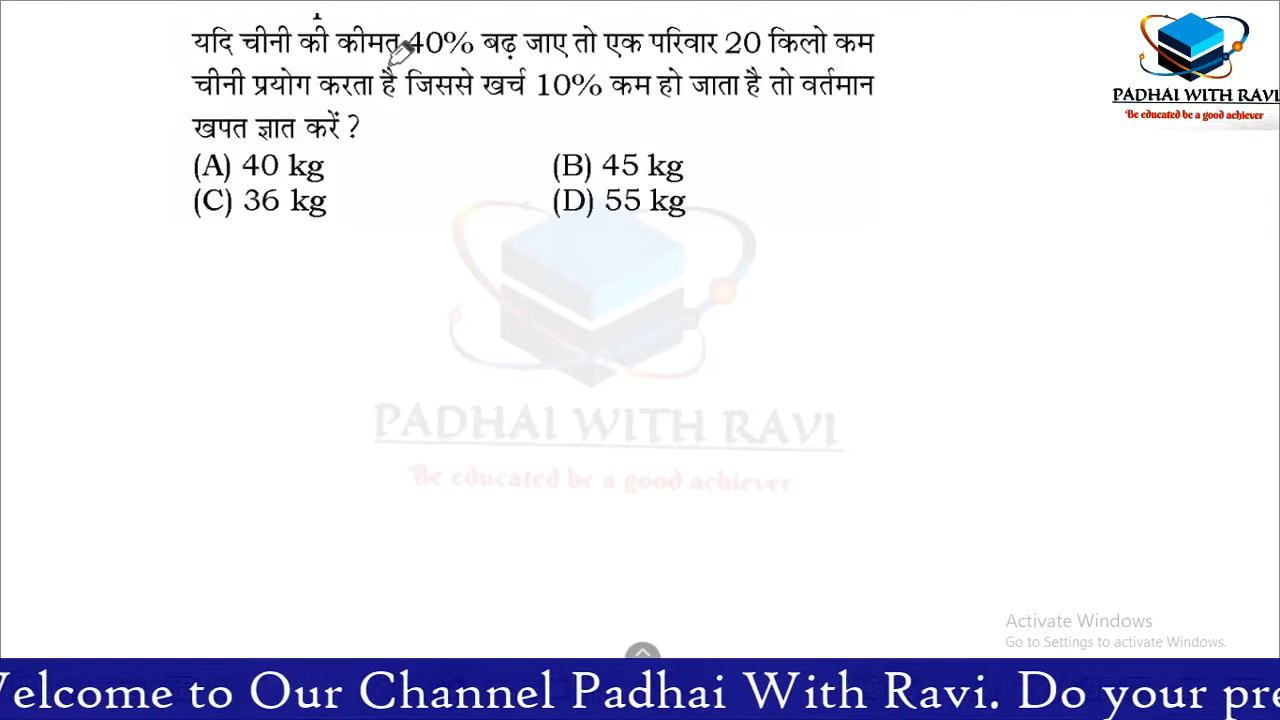 यदि चीनी की कीमत 40% बढ़ जाए तो एक परिवार 20 किलो कम
चीनी प्रयोग करता है जिससे खर्च 10% कम हो जाता है तो वर्तमान
खपत ज्ञात करें ?
(A) 40 kg (B) 45 kg
(C) 36 kg (D) 55 kg
PADHAI WITH RAVI
Be educated be a good achiever
PADHAI WITH RAVI
Be educated be a good achiever
Activate Windows
Go to Settings to activate Windows.
Welcome to Our Channel Padhai With Ravi. Do your pre